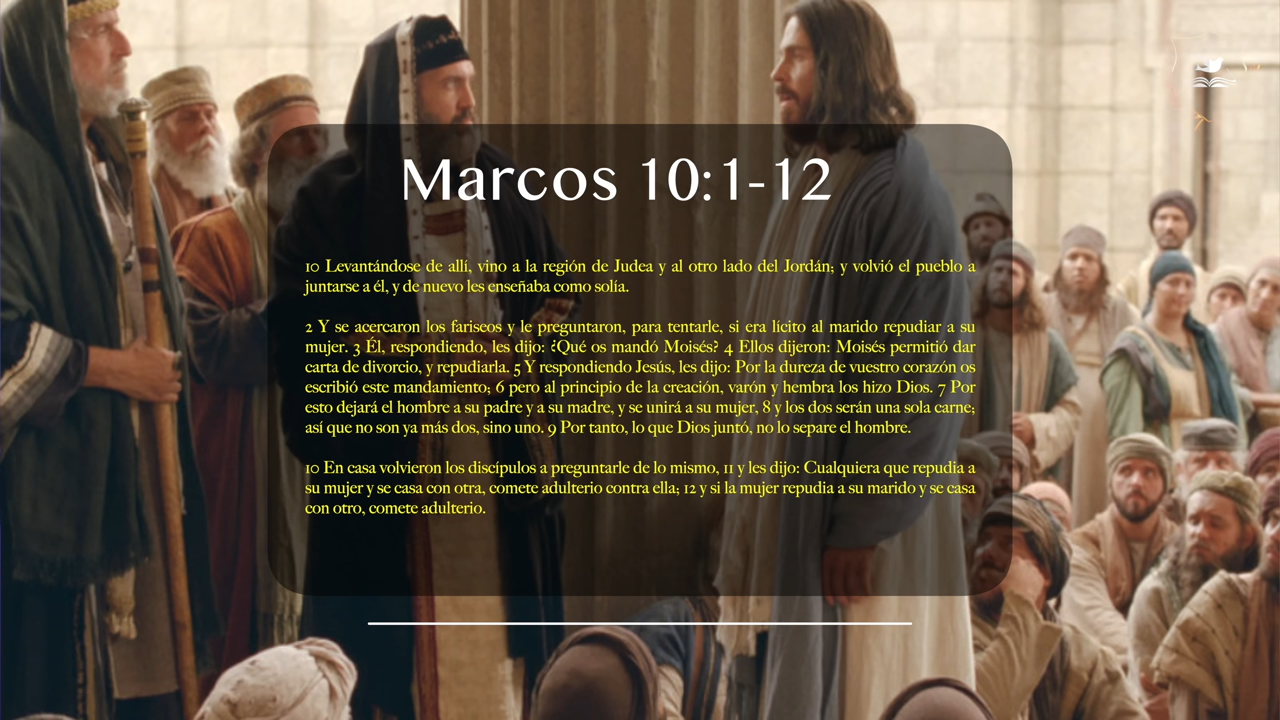 Marcos 10:1-12
10 Levantándose de allí, vino a la región de Judea y al otro lado del Jordán; y volvió el pueblo a
juntarse a él, y de nuevo les enseñaba como solía.
2 Y se acercaron los fariseos y le preguntaron, para tentarle, si era lícito al marido repudiar a su
mujer. 3 Él, respondiendo, les dijo: ¿Qué os mandó Moisés? 4 Ellos dijeron: Moisés permitió dar
carta de divorcio, y repudiarla. 5 Y respondiendo Jesús, les dijo: Por la dureza de vuestro corazón os
escribió este mandamiento; 6 pero al principio de la creación, varón y hembra los hizo Dios. 7 Por
esto dejará el hombre a su padre y a su madre, y se unirá a su mujer, 8 y los dos serán una sola carne;
así que no son ya más dos, sino uno. 9 Por tanto, lo que Dios juntó, no lo separe el hombre.
10 En casa volvieron los discípulos a preguntarle de lo mismo, 11 y les dijo: Cualquiera que repudia a
su mujer y se casa con otra, comete adulterio contra ella; 12 y si la mujer repudia a su marido y se casa
con otro, comete adulterio.